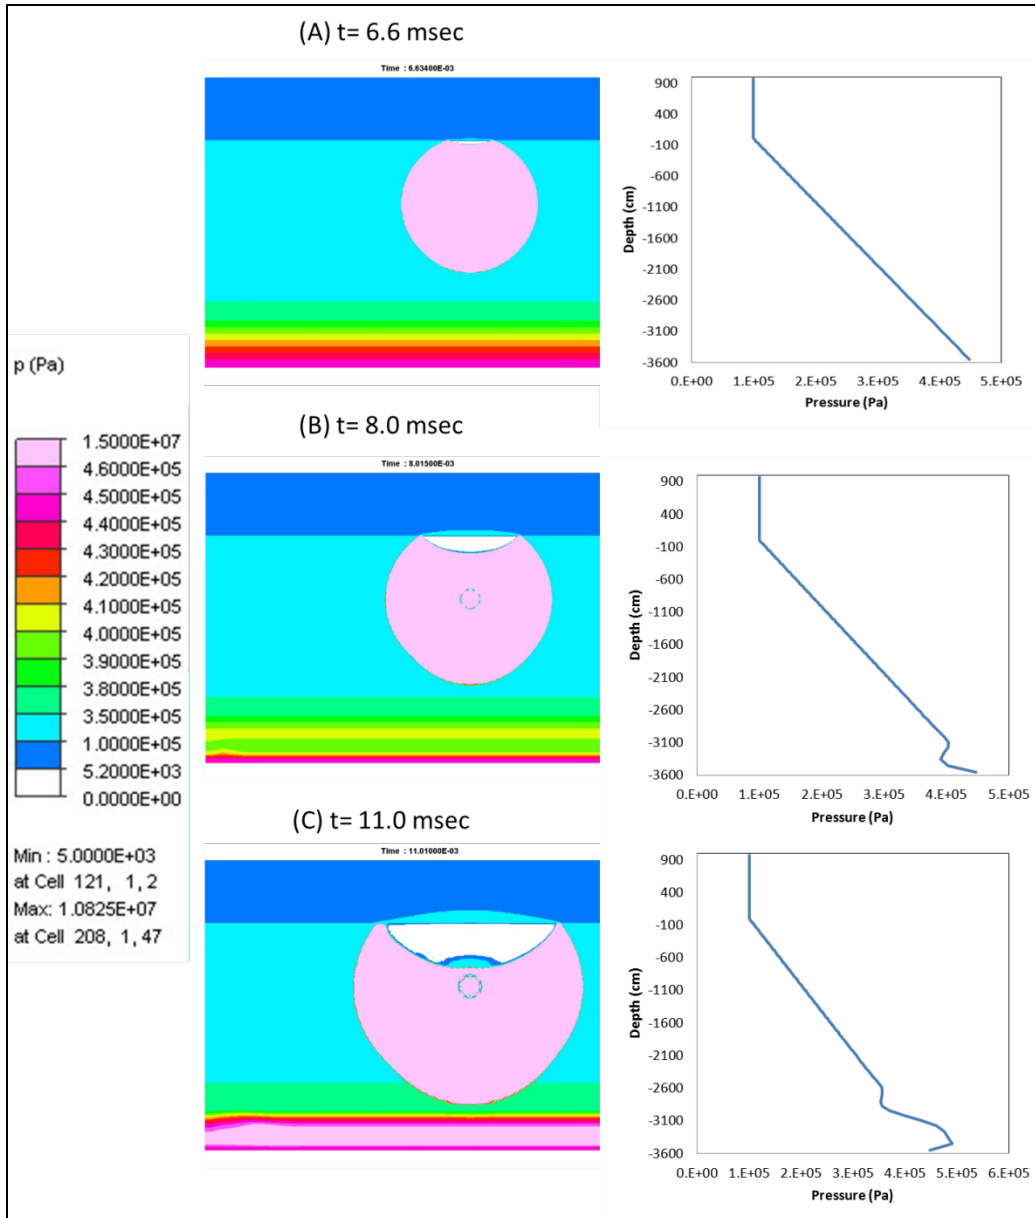 (A) t= 6.6 msec
Time : 6.63400E-03
900
400
-100
-600
-1100
-1600
-2100
-2600
-3100
-3600
Depth (cm)
0.E+00 1.E+05 2.E+05 3.E+05 4.E+05 5.E+05
Pressure (Pa)
p (Pa)
1.5000E+07
4.6000E+05
4.5000E+05
4.4000E+05
4.3000E+05
4.2000E+05
4.1000E+05
4.0000E+05
3.9000E+05
3.8000E+05
3.5000E+05
1.0000E+05
5.2000E+03
0.0000E+00
Min : 5.0000E+03
at Cell 121, 1, 2
Max: 1.0825E+07
at Cell 208, 1, 47
(B) t= 8.0 msec
Time : 8.01500E-03
900
400
-100
-600
-1100
-1600
-2100
-2600
-3100
-3600
Depth (cm)
0.E+00 1.E+05 2.E+05 3.E+05 4.E+05 5.E+05
Pressure (Pa)
(C) t= 11.0 msec
Time : 11.01000E-03
900
400
-100
-600
-1100
-1600
-2100
-2600
-3100
-3600
Depth (cm)
0.E+00 1.E+05 2.E+05 3.E+05 4.E+05 5.E+05 6.E+05
Pressure (Pa)